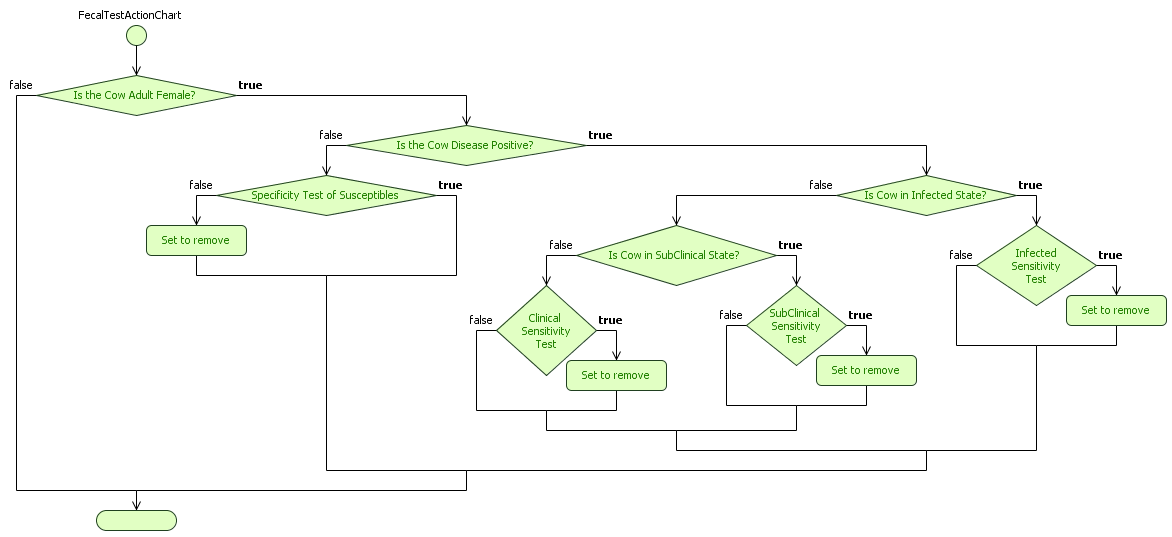 FecalTestActionChart
false
Is the Cow Adult Female?
true
false
Is the Cow Disease Positive?
true
false
Specificity Test of Susceptibles
true
false
Is Cow in Infected State?
true
Set to remove
false
Is Cow in SubClinical State?
true
false
Infected
Sensitivity
Test
true
Set to remove
false
Clinical
Sensitivity
Test
true
false
SubClinical
Sensitivity
Test
true
Set to remove
Set to remove